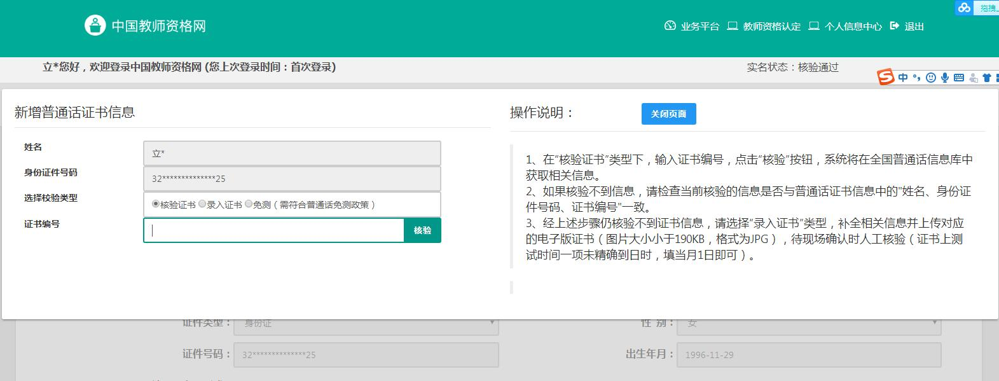 拖拽
中国教师资格网
业务平台 教师资格认定 个人信息中心 退出
立*您好，欢迎登录中国教师资格网 (您上次登录时间：首次登录)
实名状态：核验通过
中
新增普通话证书信息
姓名
立*
身份证件号码
32**************25
选择校验类型
核验证书 录入证书 免测（需符合普通话免测政策）
证书编号
核验
操作说明：
关闭页面
1、在“核验证书”类型下，输入证书编号，点击“核验”按钮，系统将在全国普通话信息库中
获取相关信息。
2、如果核验不到信息，请检查当前核验的信息是否与普通话证书信息中的"姓名、身份证
件号码、证书编号"一致。
3、经上述步骤仍核验不到证书信息，请选择“录入证书”类型，补全相关信息并上传对应
的电子版证书（图片大小小于190KB，格式为JPG），待现场确认时人工核验（证书上测
试时间一项未精确到日时，填当月1日即可）。
证件类型： 身份证
性 别： 女
证件号码： 32**************25
出生年月： 1996-11-29